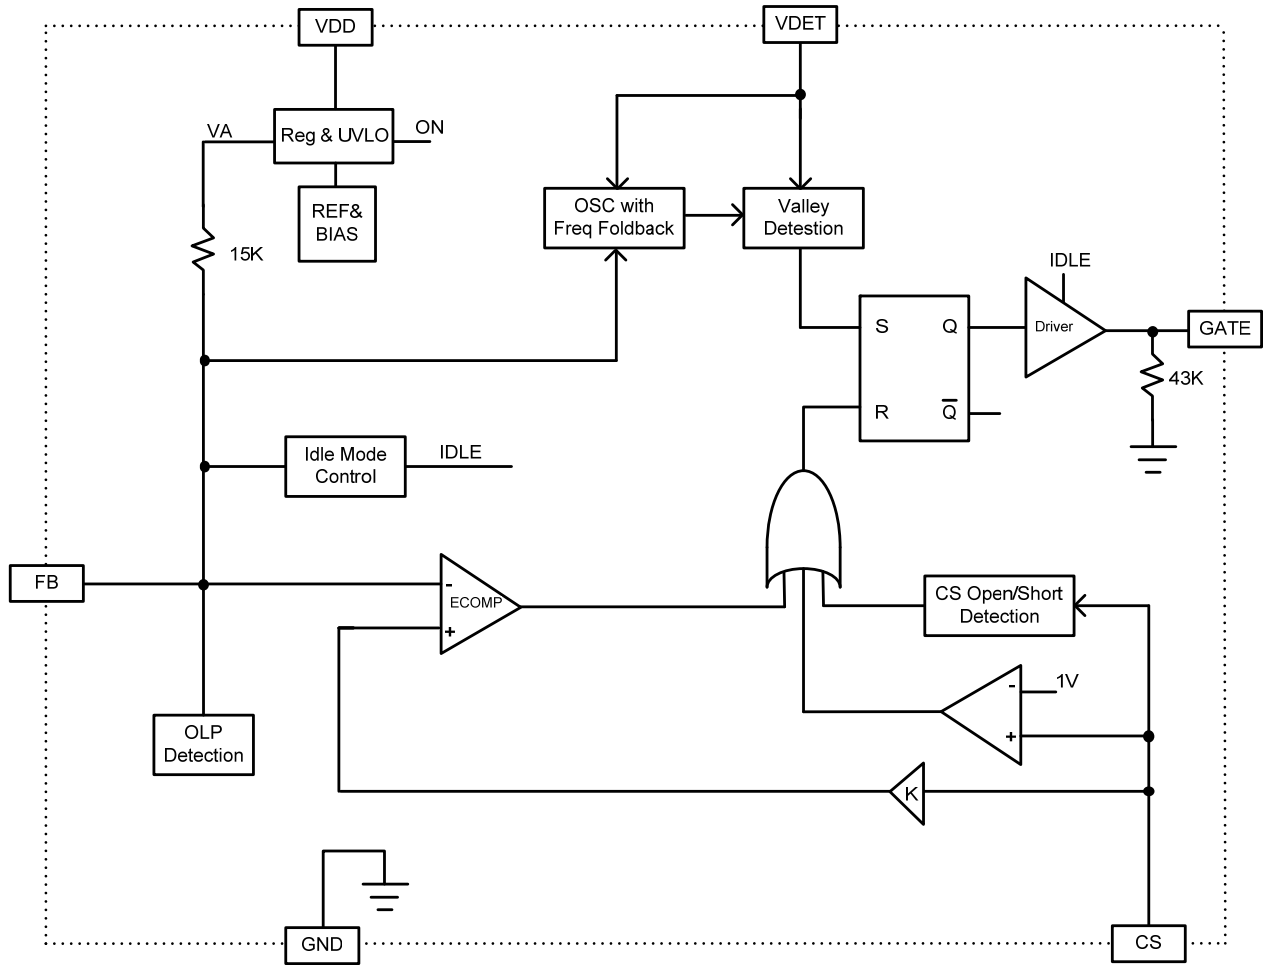 VDD
VDET
VA
Reg & UVLO
ON
REF&
BIAS
15K
OSC with
Freq Foldback
Valley
Detestion
IDLE
S
Q
Driver
GATE
43K
R
Q̅
Idle Mode
Control
IDLE
FB
-
ECOMP
+
CS Open/Short
Detection
1V
-
+
OLP
Detection
K
GND
CS